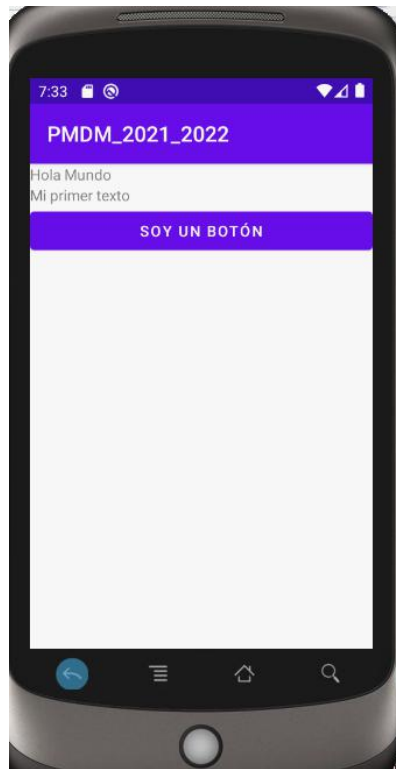 7:33
PMDM_2021_2022
Hola Mundo
Mi primer texto
SOY UN BOTÓN